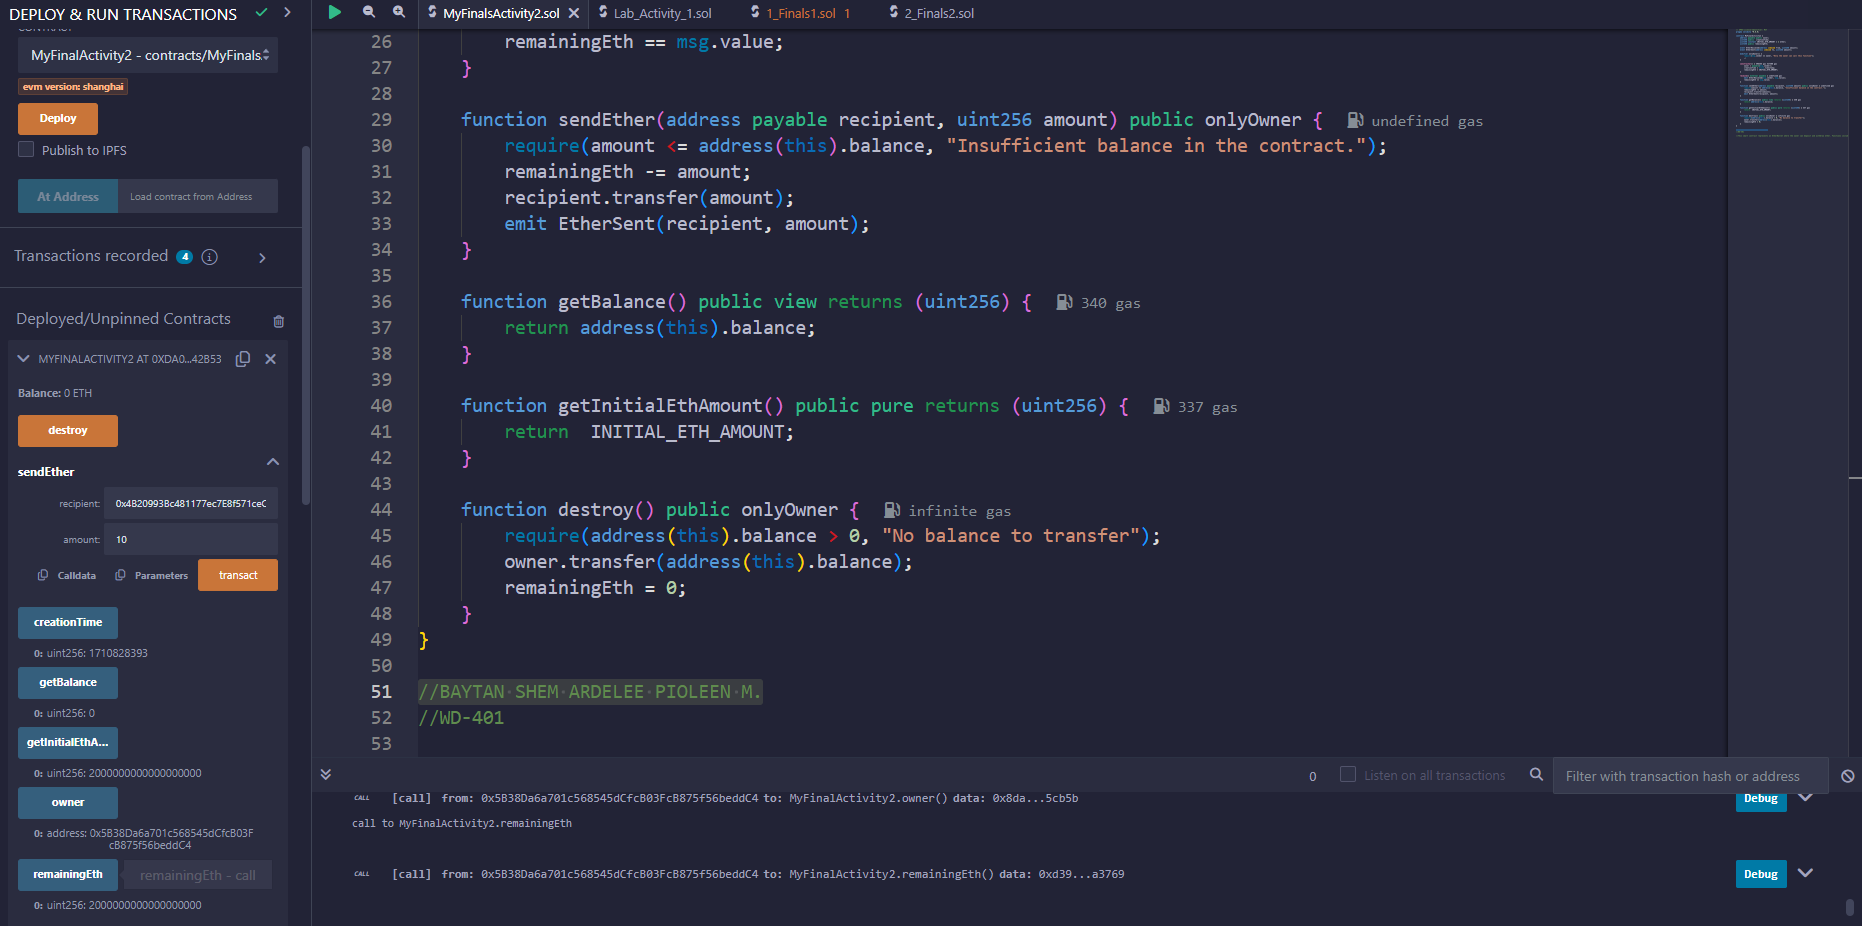 DEPLOY & RUN TRANSACTIONS
CONTRACT
MyFinalActivity2 - contracts/MyFinals.
evm version: shanghai
Deploy
Publish to IPFS
At Address
Load contract from Address
Transactions recorded 4 i
Deployed/Unpinned Contracts
MYFINALACTIVITY2 AT 0XDA0...42B53
Balance: 0 ETH
destroy
sendEther
recipient: 0x4B20993Bc481177ec7E8f571ceC
amount: 10
Calldata Parameters transact
creationTime
0: uint256: 1710828393
getBalance
0: uint256: 0
getInitialEthA...
0: uint256: 2000000000000000000
owner
0: address: 0x5B38Da6a701c568545dCfcB03F
cB875f56beddC4
remainingEth remainingEth - call
0: uint256: 2000000000000000000
MyFinalsActivity2.sol Lab_Activity_1.sol 1_Finals1.sol 1 2_Finals2.sol
26 remainingEth == msg.value;
27 }
28
29 function sendEther(address payable recipient, uint256 amount) public onlyOwner { undefined gas
30 require(amount <= address(this).balance, "Insufficient balance in the contract.");
31 remainingEth -= amount;
32 recipient.transfer(amount);
33 emit EtherSent(recipient, amount);
34 }
35
36 function getBalance() public view returns (uint256) { 340 gas
37 return address(this).balance;
38 }
39
40 function getInitialEthAmount() public pure returns (uint256) { 337 gas
41 return INITIAL_ETH_AMOUNT;
42 }
43
44 function destroy() public onlyOwner { infinite gas
45 require(address(this).balance > 0, "No balance to transfer");
46 owner.transfer(address(this).balance);
47 remainingEth = 0;
48 }
49 }
50
51 //BAYTAN SHEM ARDELEE PIOLEEN M.
52 //WD-401
53
0 Listen on all transactions Filter with transaction hash or address
CALL [call] from: 0x5B38Da6a701c568545dCfcB03FcB875f56beddC4 to: MyFinalActivity2.owner() data: 0x8da...5cb5b Debug
call to MyFinalActivity2.remainingEth
CALL [call] from: 0x5B38Da6a701c568545dCfcB03FcB875f56beddC4 to: MyFinalActivity2.remainingEth() data: 0xd39...a3769 Debug